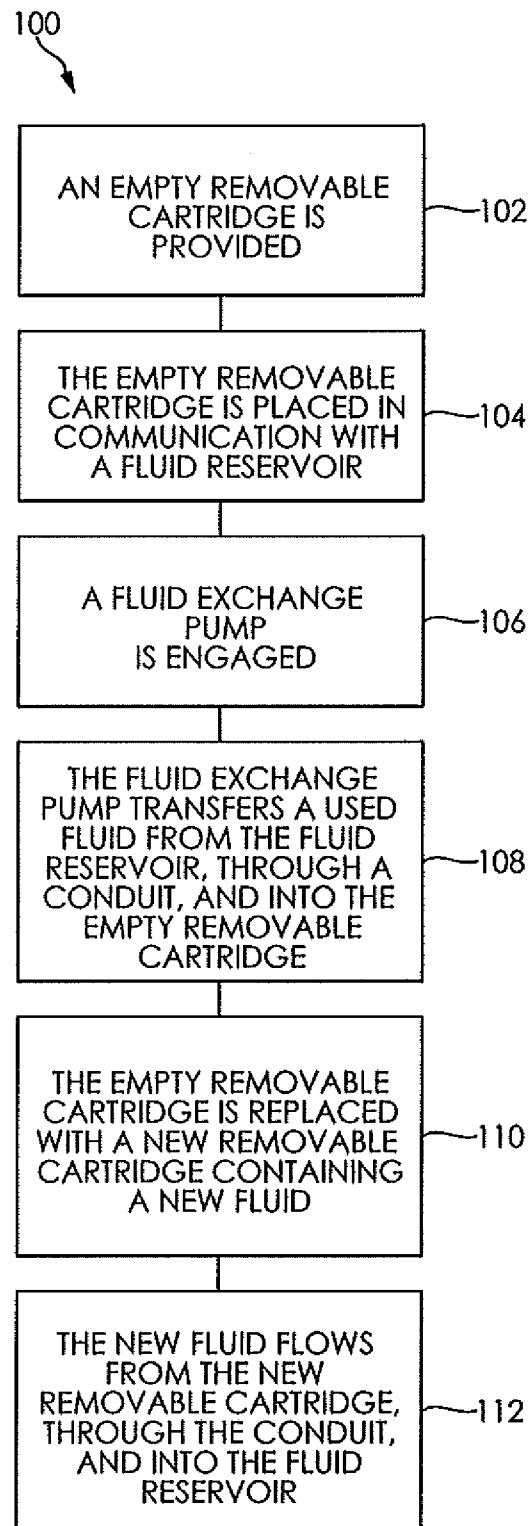 100
AN EMPTY REMOVABLE
CARTRIDGE IS
PROVIDED
102
THE EMPTY REMOVABLE
CARTRIDGE IS PLACED IN
COMMUNICATION WITH
A FLUID RESERVOIR
104
A FLUID EXCHANGE
PUMP
IS ENGAGED
106
THE FLUID EXCHANGE
PUMP TRANSFERS A USED
FLUID FROM THE FLUID
RESERVOIR, THROUGH A
CONDUIT, AND INTO THE
EMPTY REMOVABLE
CARTRIDGE
108
THE EMPTY REMOVABLE
CARTRIDGE IS REPLACED
WITH A NEW REMOVABLE
CARTRIDGE CONTAINING
A NEW FLUID
110
THE NEW FLUID FLOWS
FROM THE NEW
REMOVABLE CARTRIDGE,
THROUGH THE CONDUIT,
AND INTO THE FLUID
RESERVOIR
112